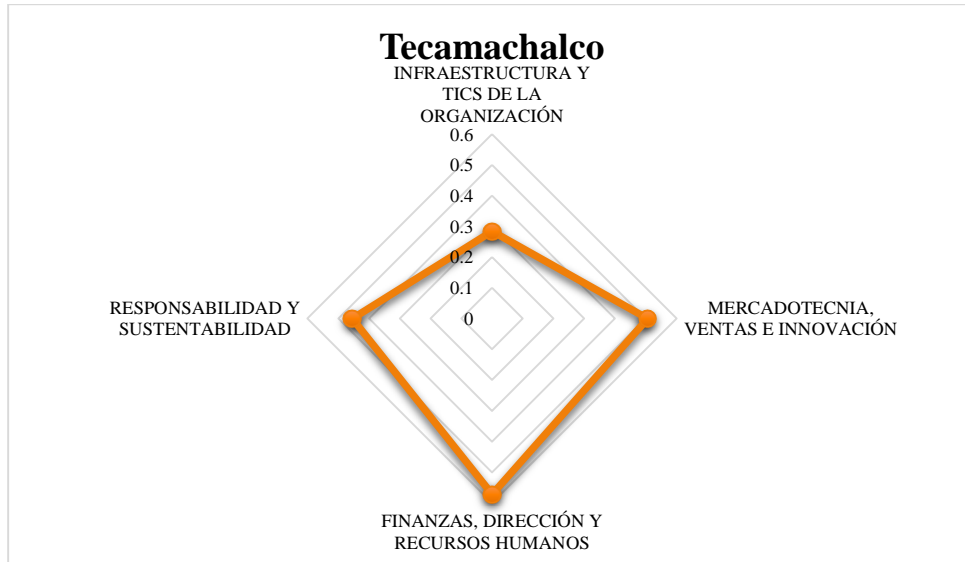 Tecamachalco
INFRAESTRUCTURA Y
TICS DE LA
ORGANIZACIÓN
0.6
0.5
0.4
0.3
0.2
0.1
0
RESPONSABILIDAD Y
SUSTENTABILIDAD
MERCADOTECNIA,
VENTAS E INNOVACIÓN
FINANZAS, DIRECCIÓN Y
RECURSOS HUMANOS